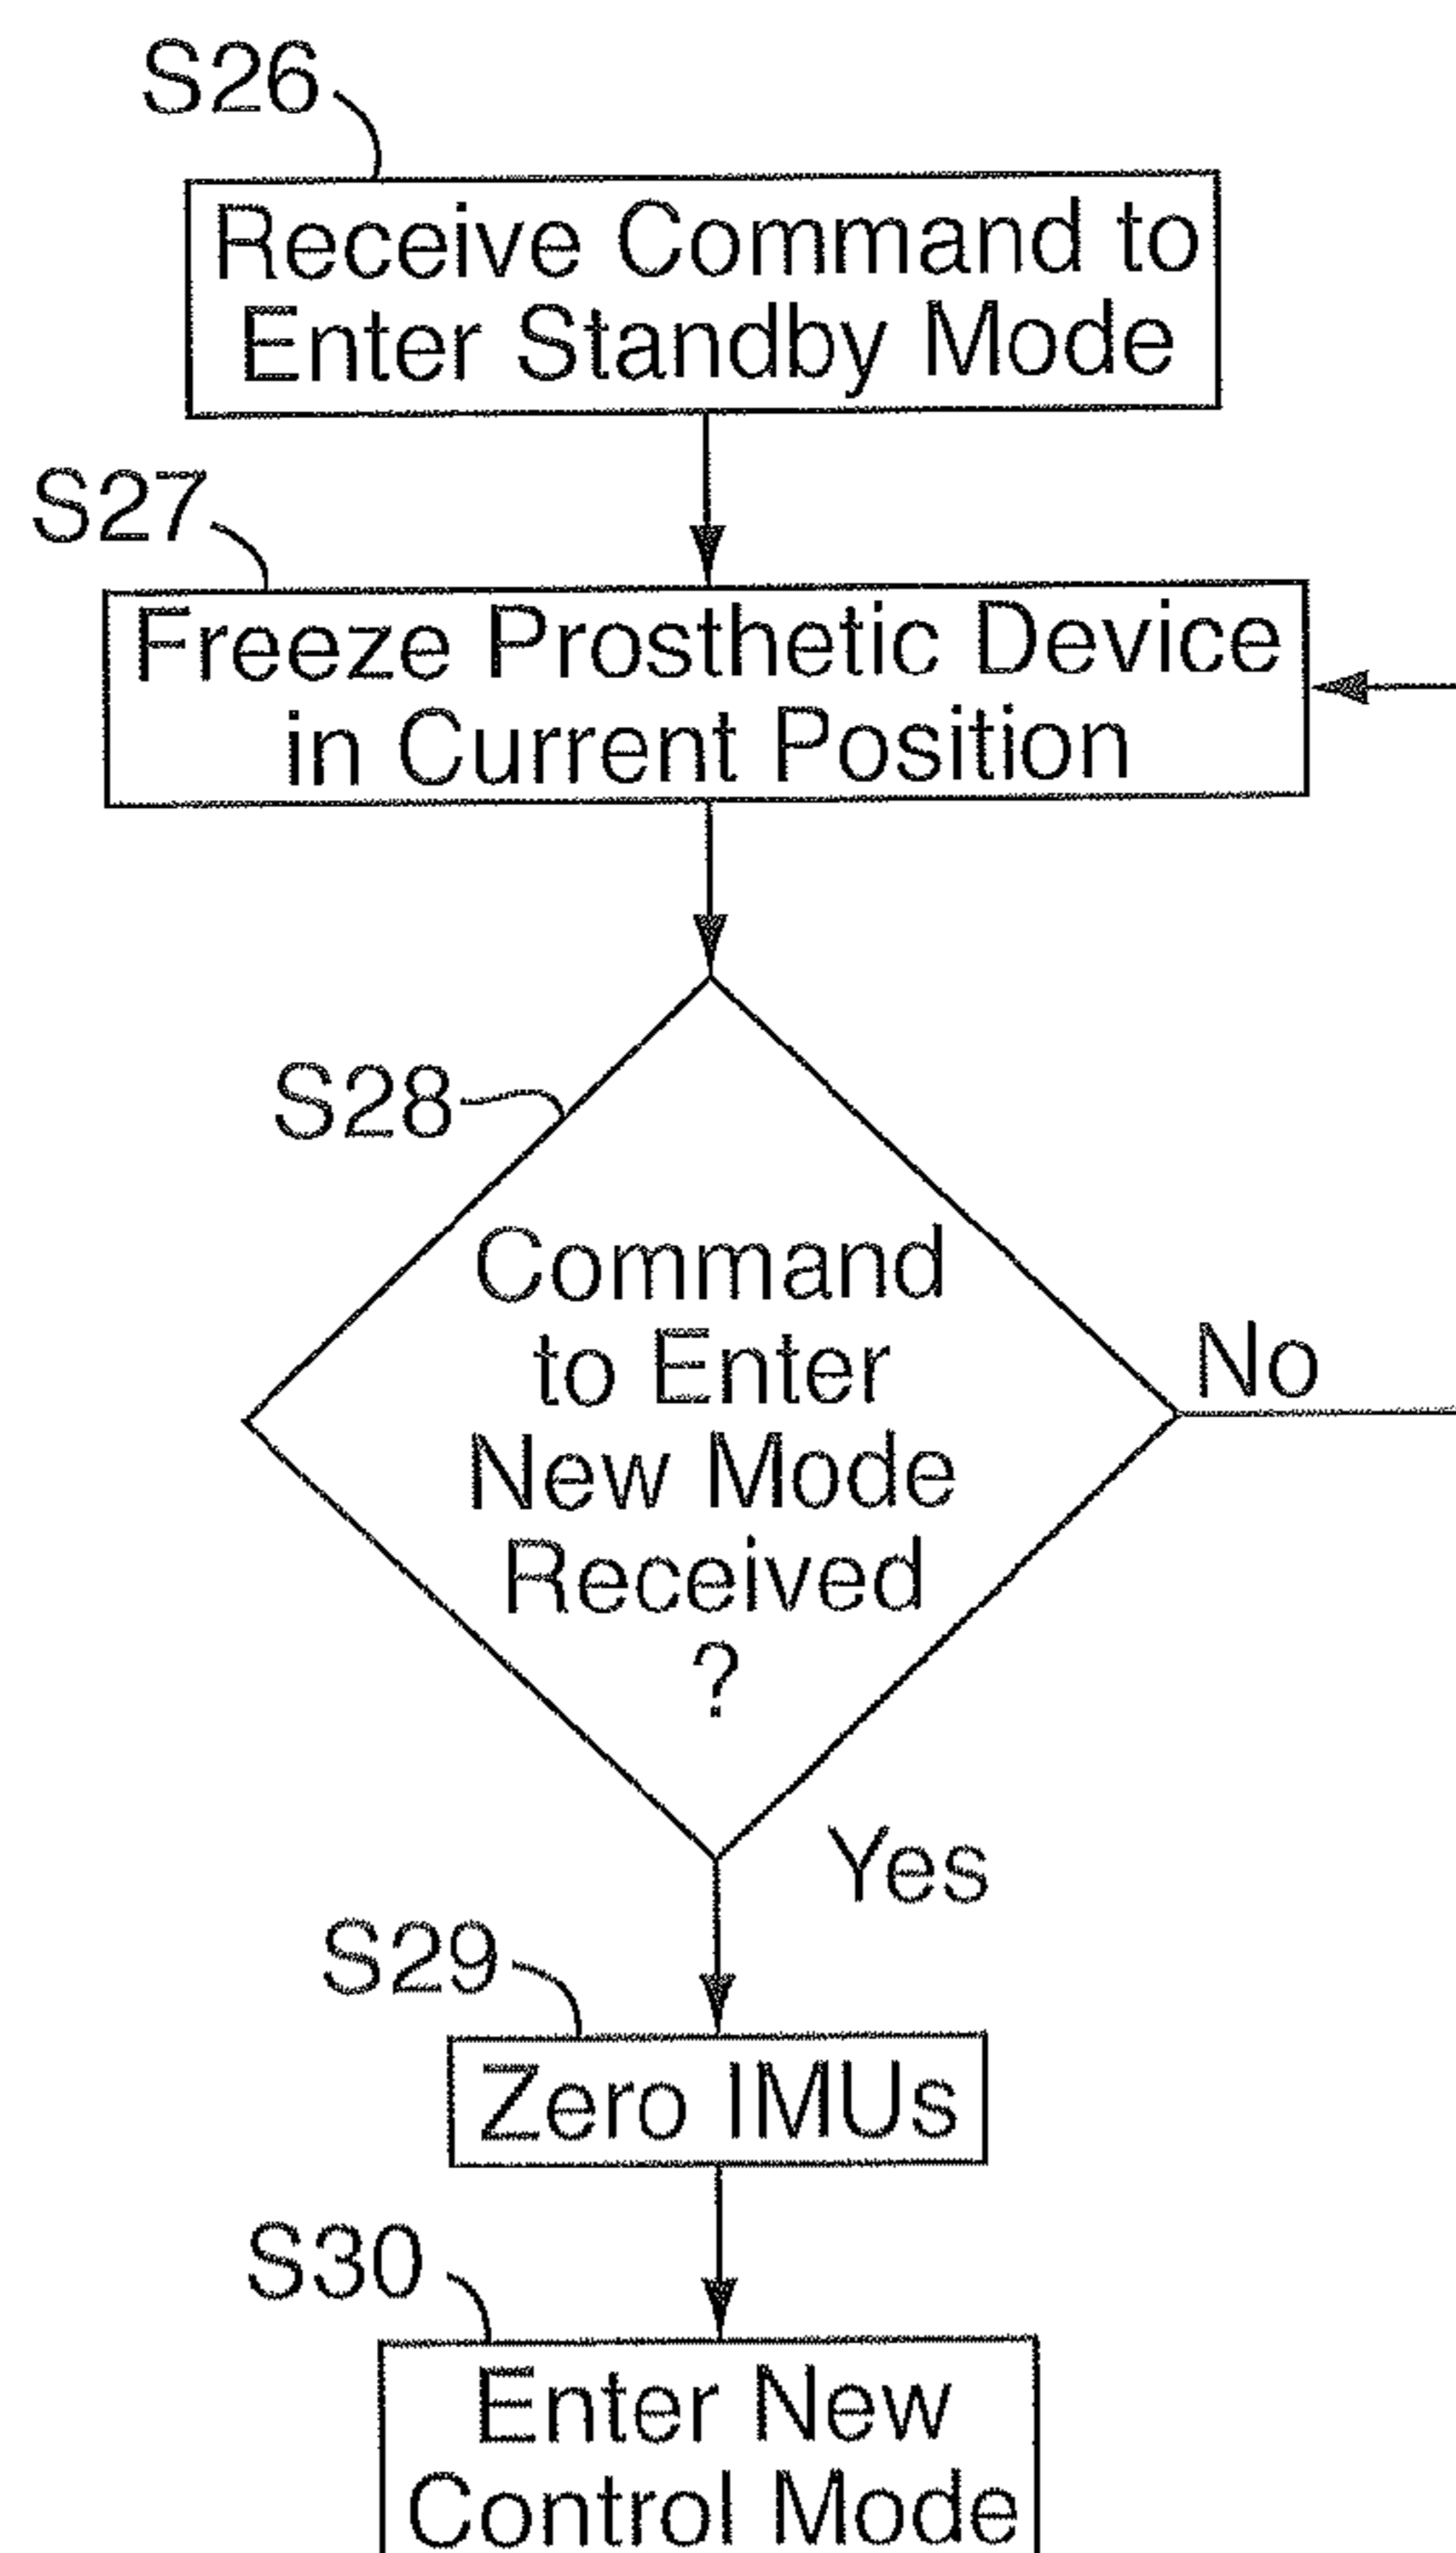 S26
Receive Command to
Enter Standby Mode
S27
Freeze Prosthetic Device
in Current Position
S28
Command
to Enter
New Mode
Received
?
No
Yes
S29
Zero IMUs
S30
Enter New
Control Mode